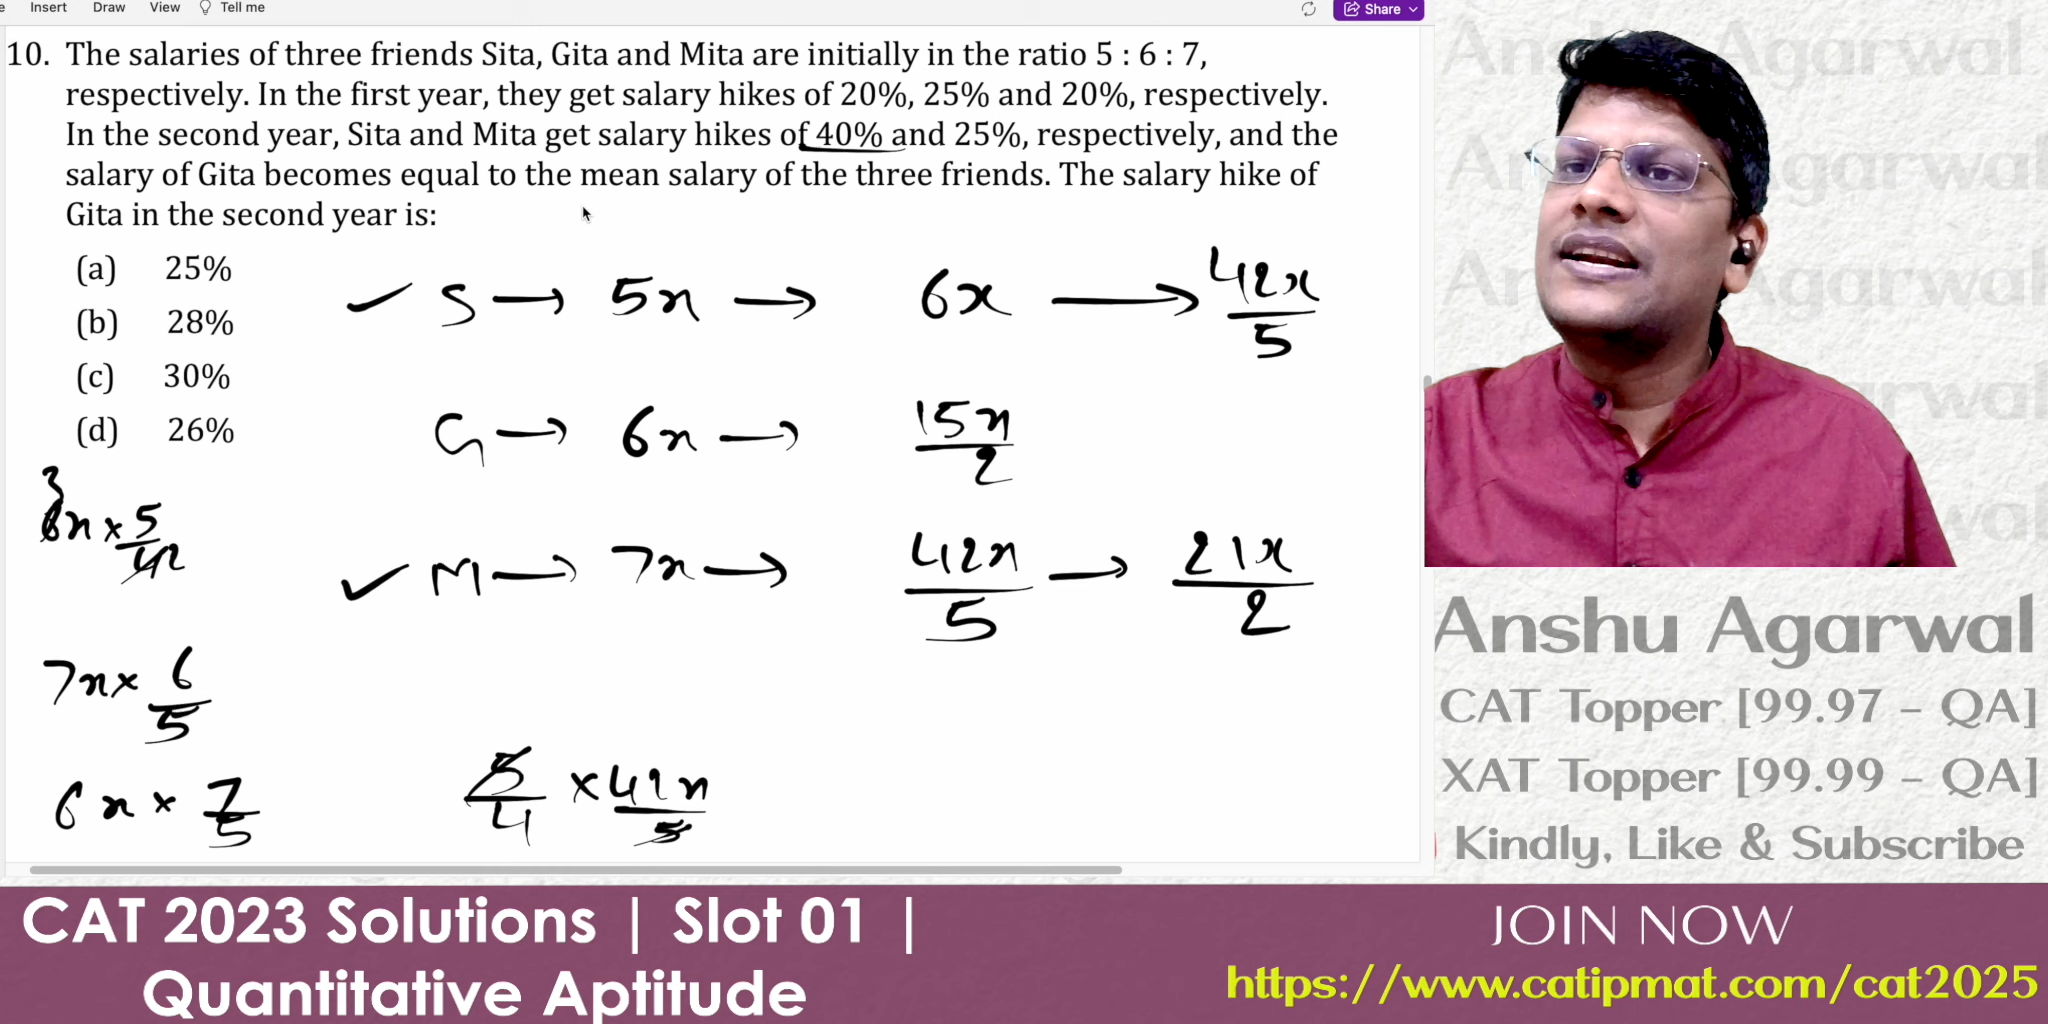 Insert Draw View Tell me
Share
10. The salaries of three friends Sita, Gita and Mita are initially in the ratio 5 : 6 : 7,
respectively. In the first year, they get salary hikes of 20%, 25% and 20%, respectively.
In the second year, Sita and Mita get salary hikes of 40% and 25%, respectively, and the
salary of Gita becomes equal to the mean salary of the three friends. The salary hike of
Gita in the second year is:
(a) 25%
(b) 28%
(c) 30%
(d) 26%
✓ S → 5x → 6x → 42x/5
G → 6x → 15x/2
✓ M → 7x → 42x/5 → 21x/2
7x × 6/5
6x × 7/5
5/4 × 42x/5
Anshu Agarwal
Anshu Agarwal
CAT Topper [99.97 - QA]
XAT Topper [99.99 - QA]
Kindly, Like & Subscribe
CAT 2023 Solutions | Slot 01 |
Quantitative Aptitude
JOIN NOW
https://www.catipmat.com/cat2025